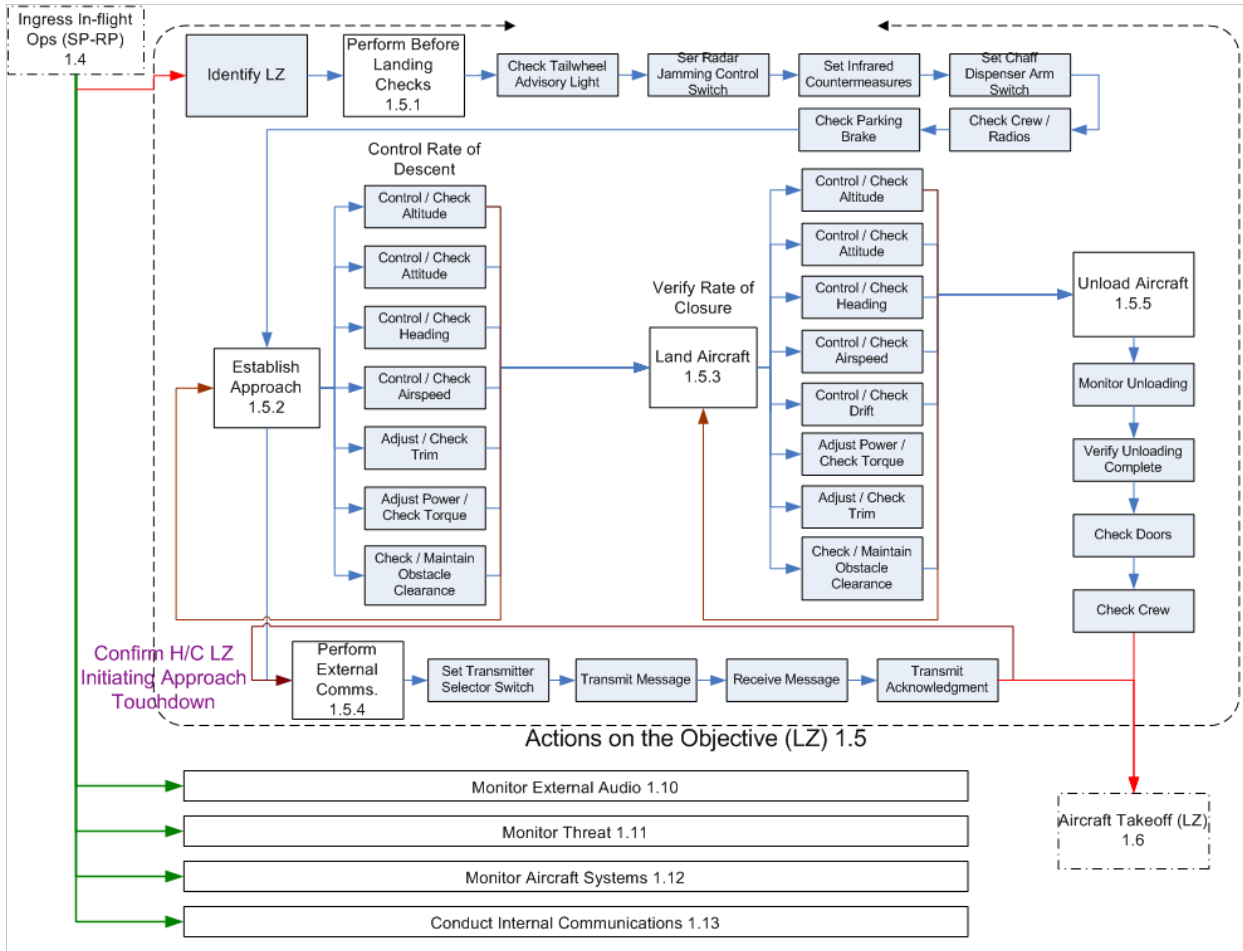 Ingress In-flight
Ops (SP-RP)
1.4
Identify LZ
Perform Before
Landing
Checks
1.5.1
Check Tailwheel
Advisory Light
Ser Radar
Jamming Control
Switch
Set Infrared
Countermeasures
Set Chaff
Dispenser Arm
Switch
Check Parking
Brake
Check Crew /
Radios
Control Rate of
Descent
Control / Check
Altitude
Control / Check
Attitude
Control / Check
Heading
Control / Check
Airspeed
Adjust / Check
Trim
Adjust Power /
Check Torque
Check / Maintain
Obstacle
Clearance
Establish
Approach
1.5.2
Verify Rate of
Closure
Land Aircraft
1.5.3
Control / Check
Altitude
Control / Check
Attitude
Control / Check
Heading
Control / Check
Airspeed
Control / Check
Drift
Adjust Power /
Check Torque
Adjust / Check
Trim
Check / Maintain
Obstacle
Clearance
Unload Aircraft
1.5.5
Monitor Unloading
Verify Unloading
Complete
Check Doors
Check Crew
Confirm H/C LZ
Initiating Approach
Touchdown
Perform
External
Comms.
1.5.4
Set Transmitter
Selector Switch
Transmit Message
Receive Message
Transmit
Acknowledgment
Actions on the Objective (LZ) 1.5
Monitor External Audio 1.10
Monitor Threat 1.11
Monitor Aircraft Systems 1.12
Conduct Internal Communications 1.13
Aircraft Takeoff (LZ)
1.6